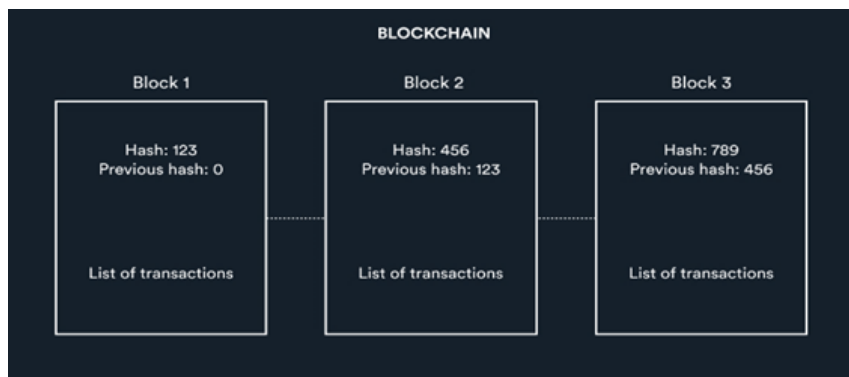 BLOCKCHAIN
Block 1
Hash: 123
Previous hash: 0
List of transactions
Block 2
Hash: 456
Previous hash: 123
List of transactions
Block 3
Hash: 789
Previous hash: 456
List of transactions